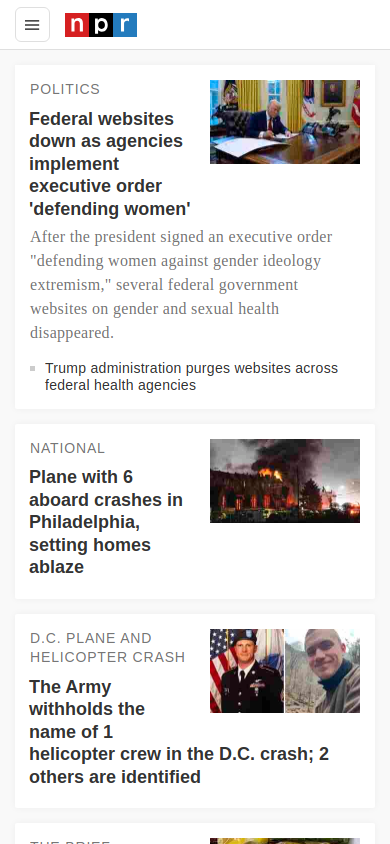 npr
POLITICS
Federal websites
down as agencies
implement
executive order
'defending women'
After the president signed an executive order
"defending women against gender ideology
extremism," several federal government
websites on gender and sexual health
disappeared.
Trump administration purges websites across
federal health agencies
NATIONAL
Plane with 6
aboard crashes in
Philadelphia,
setting homes
ablaze
D.C. PLANE AND
HELICOPTER CRASH
The Army
withholds the
name of 1
helicopter crew in the D.C. crash; 2
others are identified
THE BRIEF